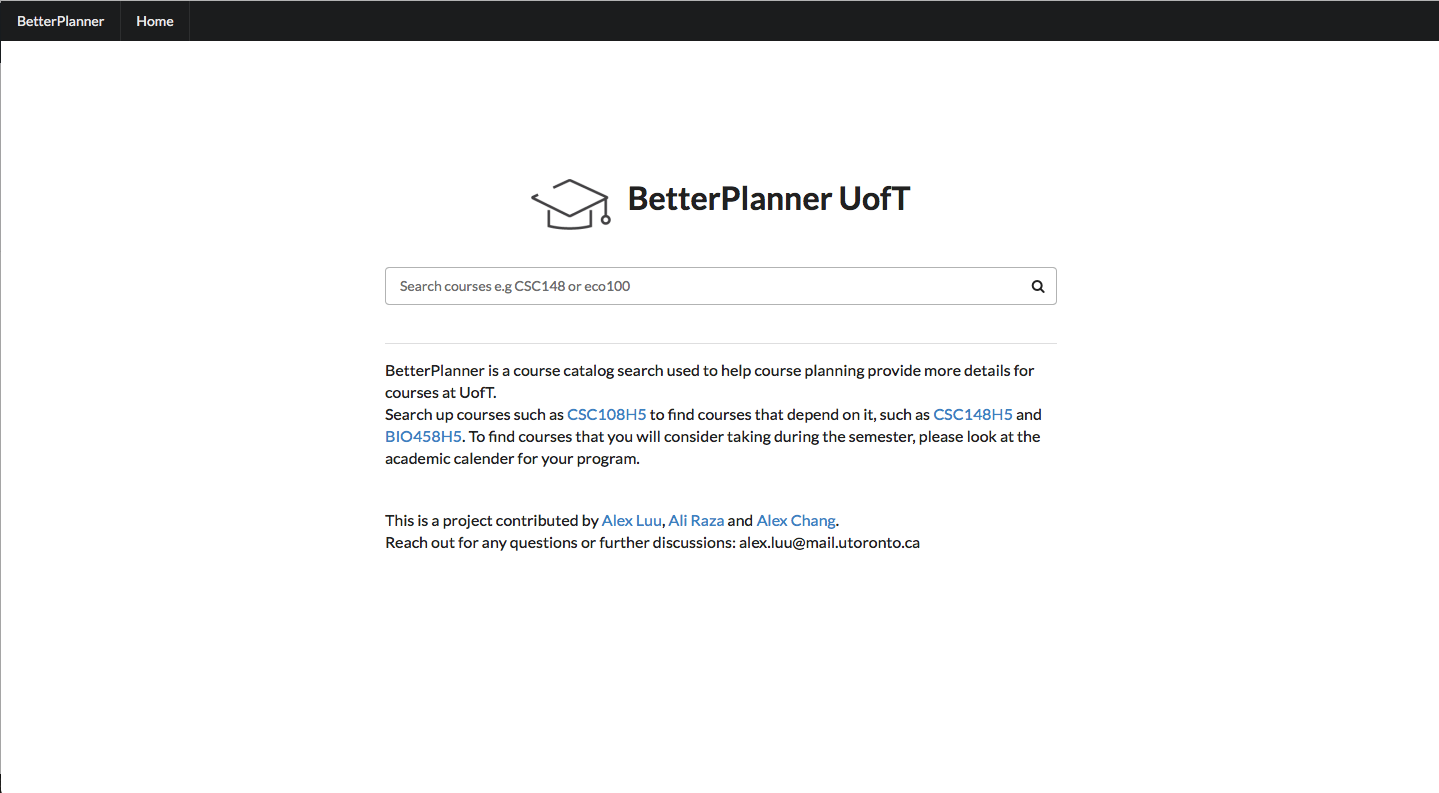 BetterPlanner
Home
BetterPlanner UofT
Search courses e.g CSC148 or eco100
BetterPlanner is a course catalog search used to help course planning provide more details for
courses at UofT.
Search up courses such as CSC108H5 to find courses that depend on it, such as CSC148H5 and
BIO458H5. To find courses that you will consider taking during the semester, please look at the
academic calender for your program.
This is a project contributed by Alex Luu, Ali Raza and Alex Chang.
Reach out for any questions or further discussions: alex.luu@mail.utoronto.ca